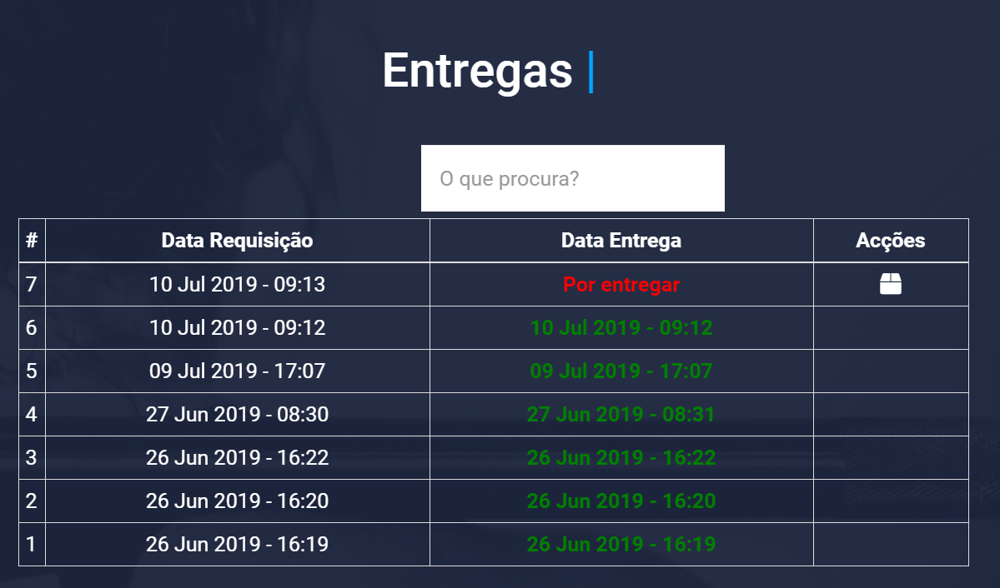 Entregas |
O que procura?
# Data Requisição Data Entrega Acções
7 10 Jul 2019 - 09:13 Por entregar
6 10 Jul 2019 - 09:12 10 Jul 2019 - 09:12
5 09 Jul 2019 - 17:07 09 Jul 2019 - 17:07
4 27 Jun 2019 - 08:30 27 Jun 2019 - 08:31
3 26 Jun 2019 - 16:22 26 Jun 2019 - 16:22
2 26 Jun 2019 - 16:20 26 Jun 2019 - 16:20
1 26 Jun 2019 - 16:19 26 Jun 2019 - 16:19